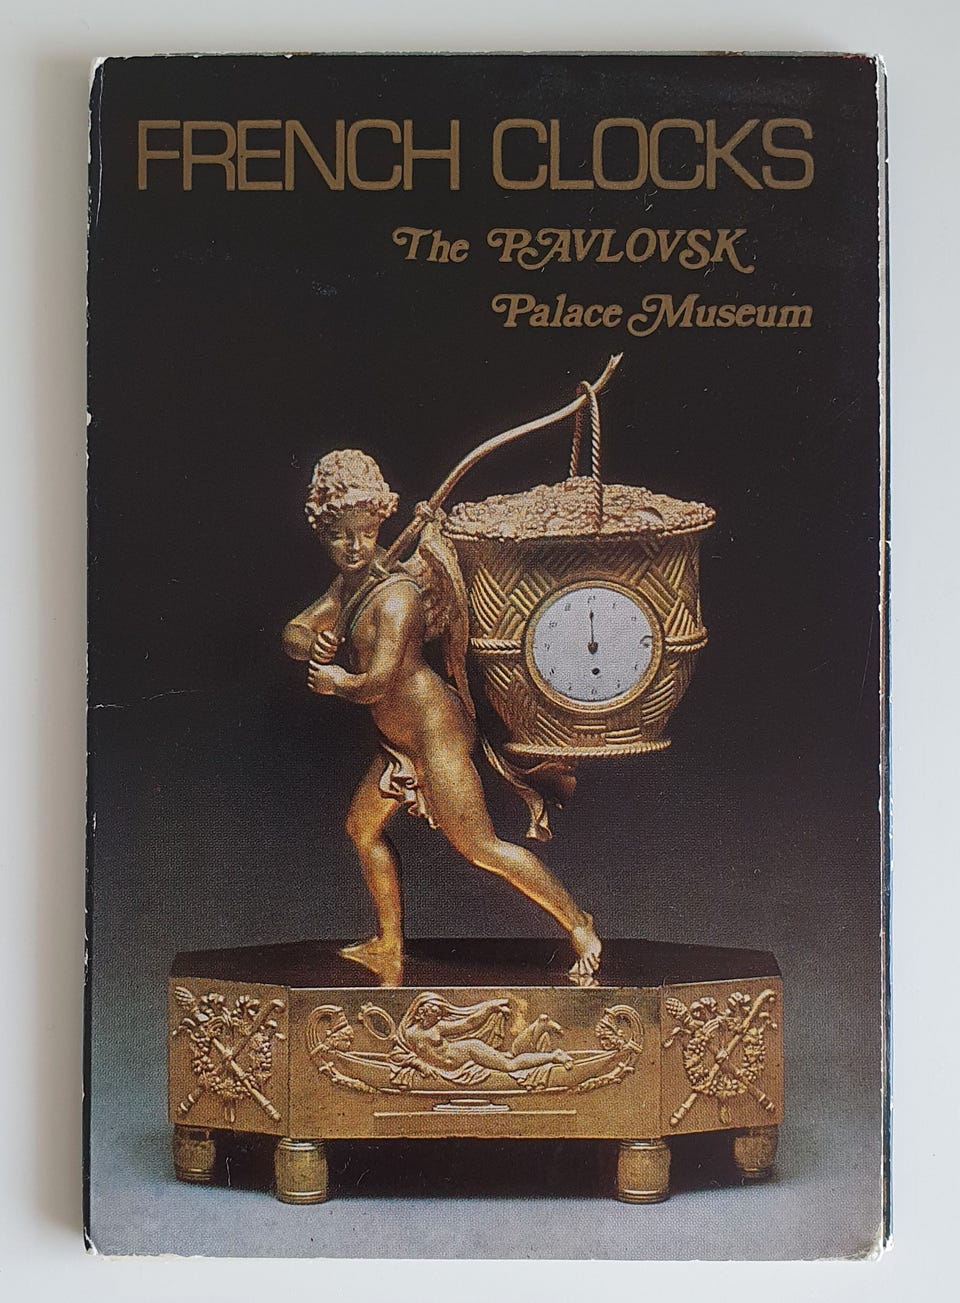 FRENCH CLOCKS
The PAVLOVSK
Palace Museum